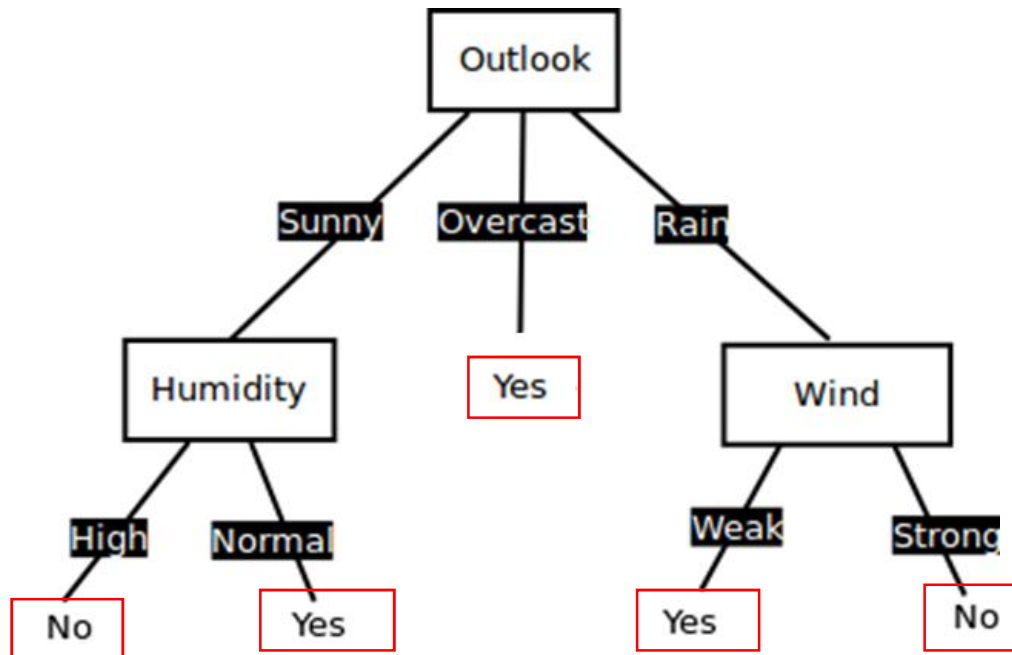 Outlook
Sunny Overcast Rain
Humidity Yes Wind
High Normal Weak Strong
No Yes Yes No